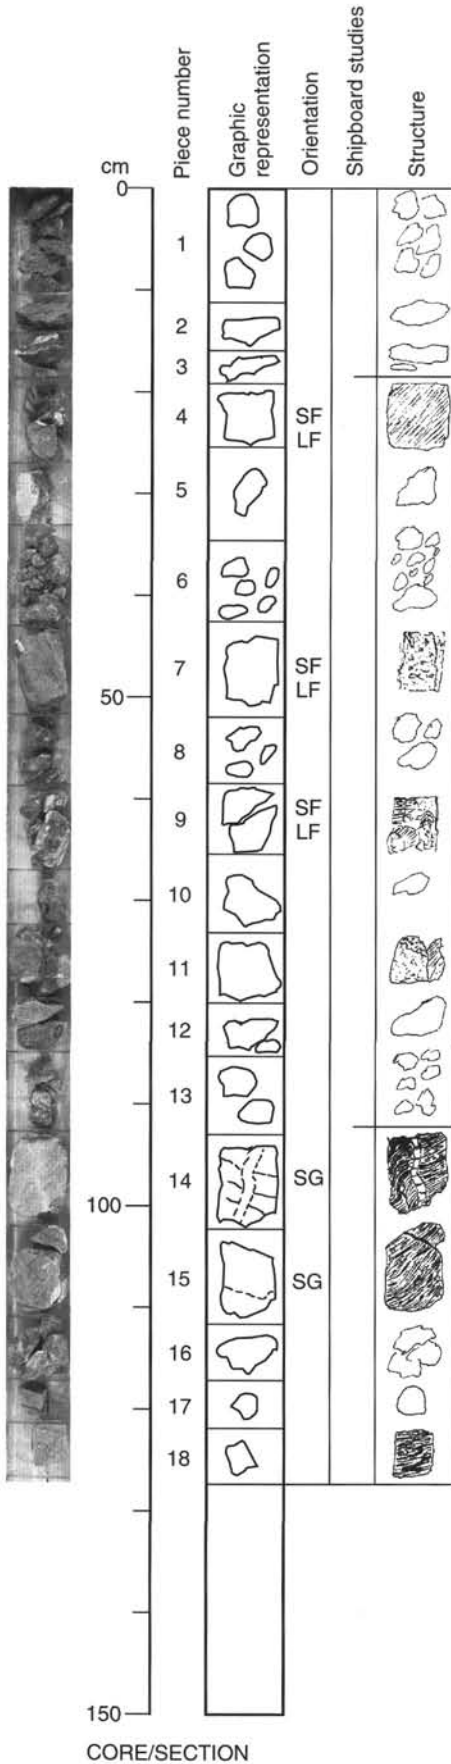 cm
Piece number
Graphic
representation
Orientation
Shipboard studies
Structure
0
1
2
3
4
SF
LF
5
6
7
SF
LF
50
8
9
SF
LF
10
11
12
13
14
SG
100
15
SG
16
17
18
150
CORE/SECTION